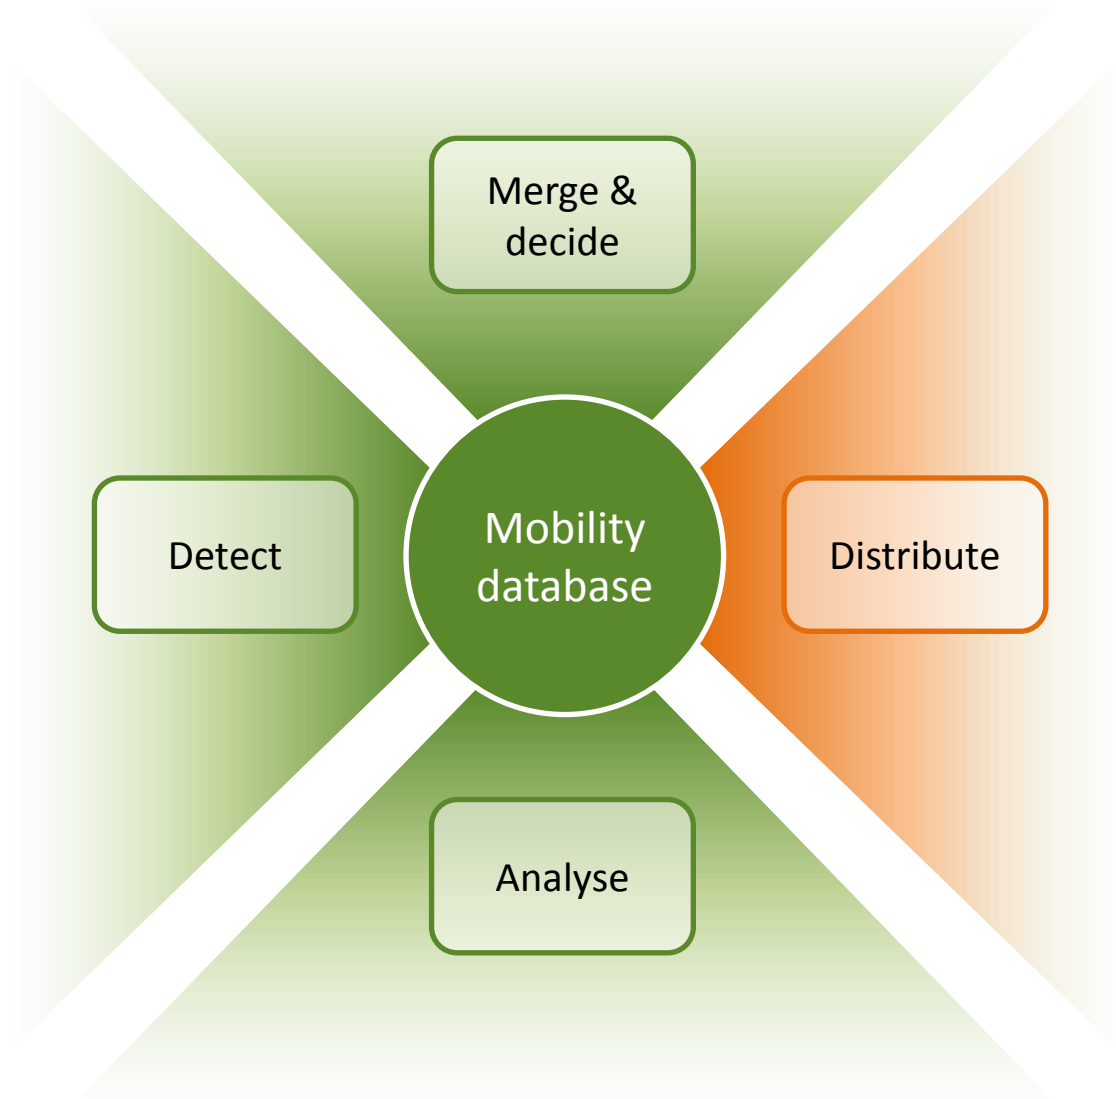 Merge &
decide
Detect
Mobility
database
Distribute
Analyse